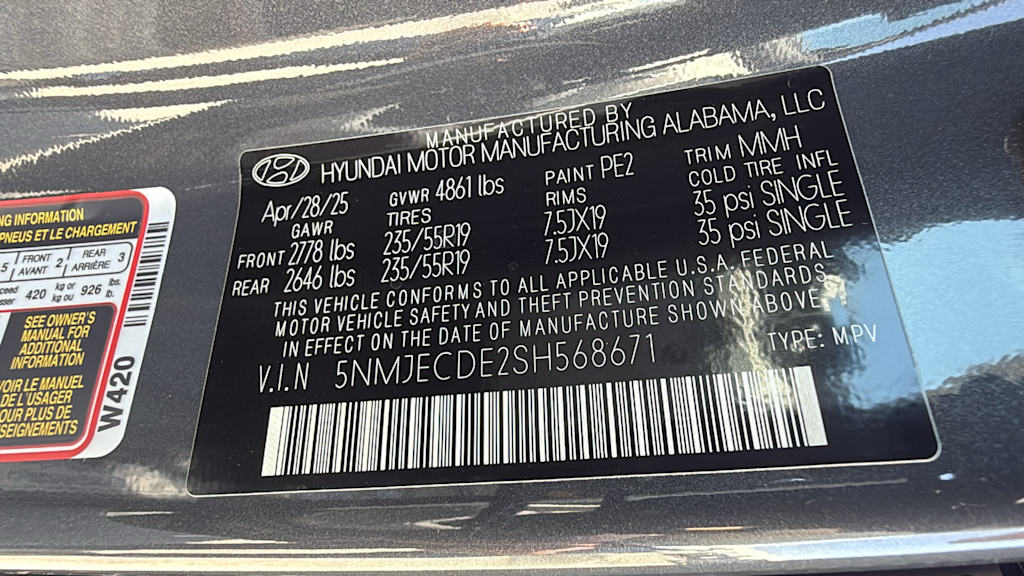 MANUFACTURED BY
HYUNDAI MOTOR MANUFACTURING ALABAMA, LLC
Apr/28/25 GVWR 4861 lbs PAINT PE2 TRIM MMH
GAWR TIRES RIMS COLD TIRE INFL
FRONT 2778 lbs 235/55R19 7.5JX19 35 psi SINGLE
REAR 2646 lbs 235/55R19 7.5JX19 35 psi SINGLE
THIS VEHICLE CONFORMS TO ALL APPLICABLE U.S.A. FEDERAL
MOTOR VEHICLE SAFETY AND THEFT PREVENTION STANDARDS
IN EFFECT ON THE DATE OF MANUFACTURE SHOWN ABOVE
V.I.N 5NMJECDE2SH568671 TYPE: MPV
INFORMATION
PNEUS ET LE CHARGEMENT
5 FRONT 2 REAR 3
AVANT ARRIÈRE
420 kg or 926 lbs.
kg ou lb.
SEE OWNER'S
MANUAL FOR
ADDITIONAL
INFORMATION
LE MANUEL
DE L'USAGER
POUR PLUS DE
W420